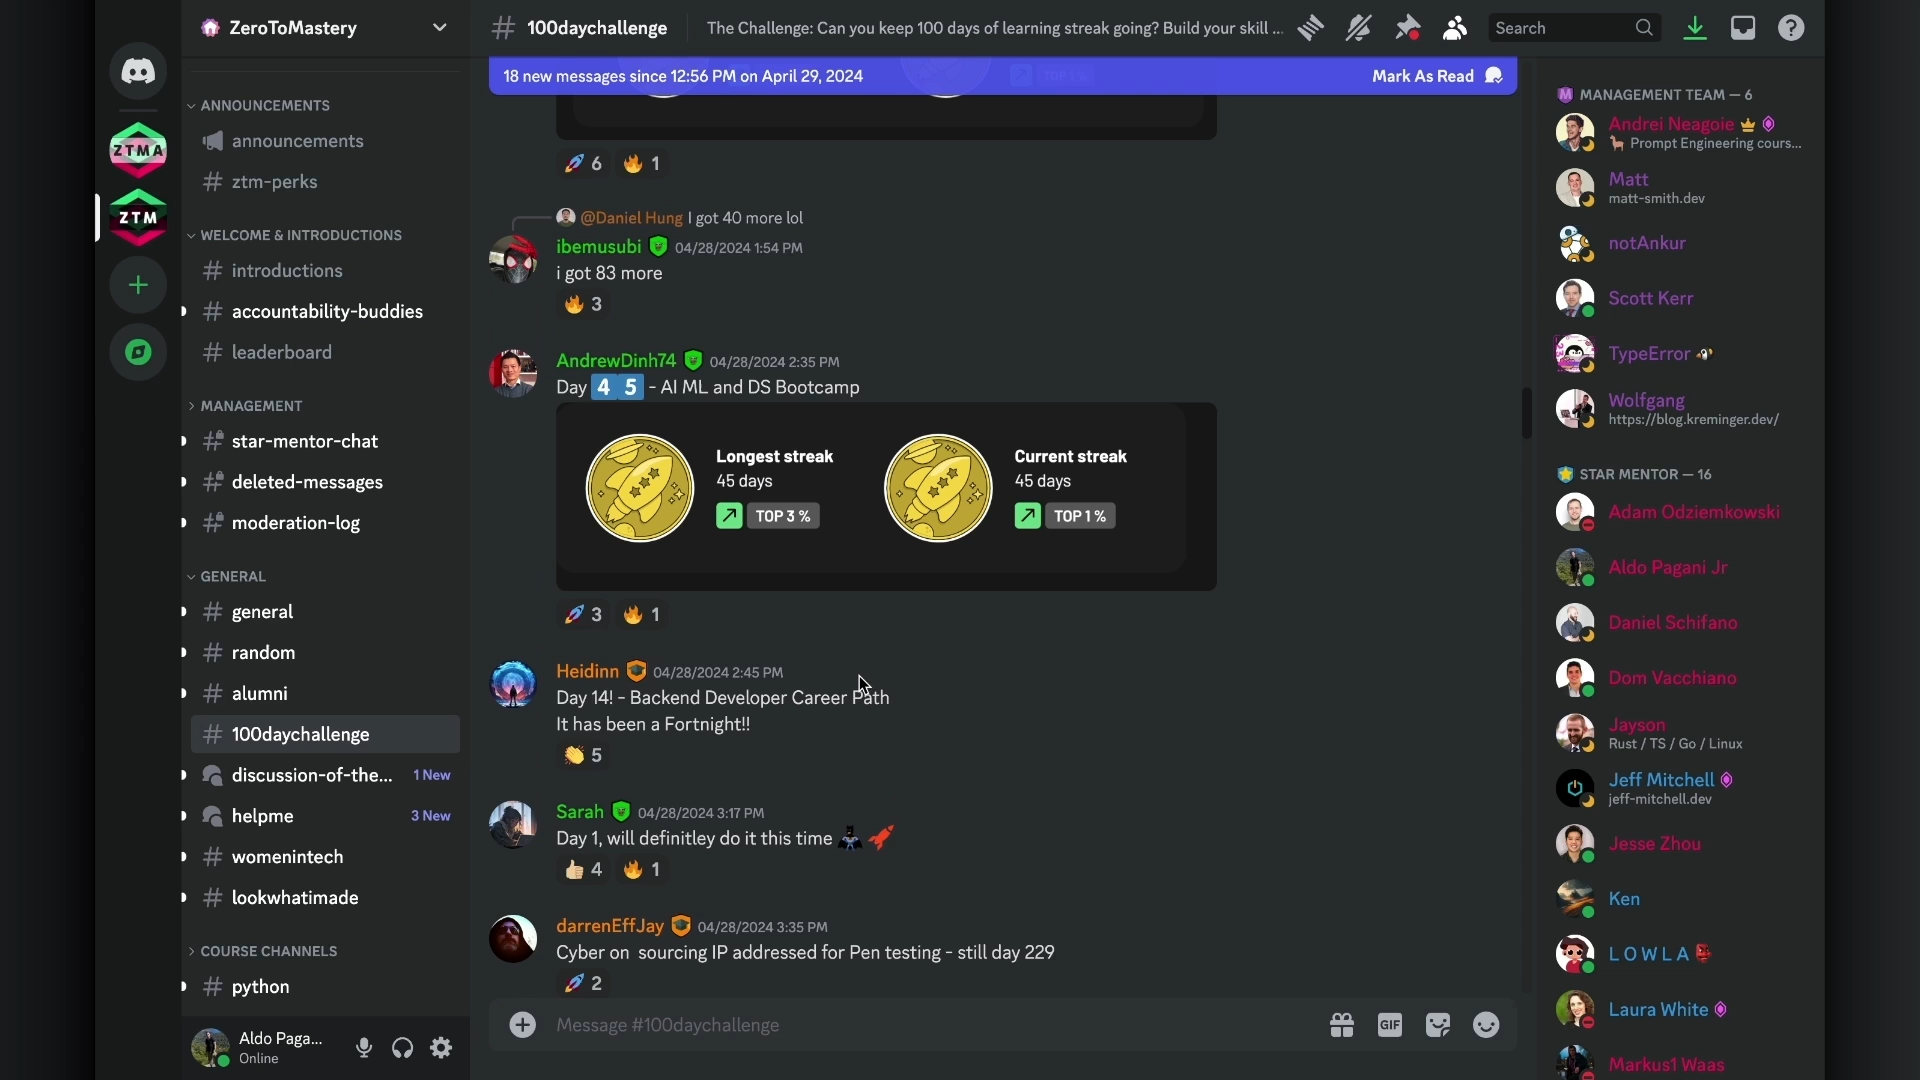 ZeroToMastery
100daychallenge
The Challenge: Can you keep 100 days of learning streak going? Build your skill ...
Search
18 new messages since 12:56 PM on April 29, 2024
Mark As Read
ANNOUNCEMENTS
announcements
ztm-perks
WELCOME & INTRODUCTIONS
introductions
accountability-buddies
leaderboard
MANAGEMENT
star-mentor-chat
deleted-messages
moderation-log
GENERAL
general
random
alumni
100daychallenge
discussion-of-the... 1 New
helpme 3 New
womenintech
lookwhatimade
COURSE CHANNELS
python
Aldo Paga...
Online
ZTMA
ZTM
6 1
@Daniel Hung I got 40 more lol
ibemusubi 04/28/2024 1:54 PM
i got 83 more
3
AndrewDinh74 04/28/2024 2:35 PM
Day 4 5 - AI ML and DS Bootcamp
Longest streak
45 days
TOP 3 %
Current streak
45 days
TOP 1 %
3 1
Heidinn 04/28/2024 2:45 PM
Day 14! - Backend Developer Career Path
It has been a Fortnight!!
5
Sarah 04/28/2024 3:17 PM
Day 1, will definitley do it this time
4 1
darrenEffJay 04/28/2024 3:35 PM
Cyber on sourcing IP addressed for Pen testing - still day 229
2
Message #100daychallenge
GIF
MANAGEMENT TEAM — 6
Andrei Neagoie
Prompt Engineering cours...
Matt
matt-smith.dev
notAnkur
Scott Kerr
TypeError
Wolfgang
https://blog.kreminger.dev/
STAR MENTOR — 16
Adam Odziemkowski
Aldo Pagani Jr
Daniel Schifano
Dom Vacchiano
Jayson
Rust / TS / Go / Linux
Jeff Mitchell
jeff-mitchell.dev
Jesse Zhou
Ken
L O W L A
Laura White
Markus1 Waas